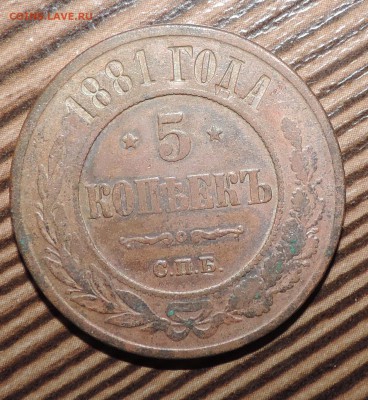 COINS.LAVE.RU
1881 ГОДА
5
КОПѢЕКЪ
С.П.Б.